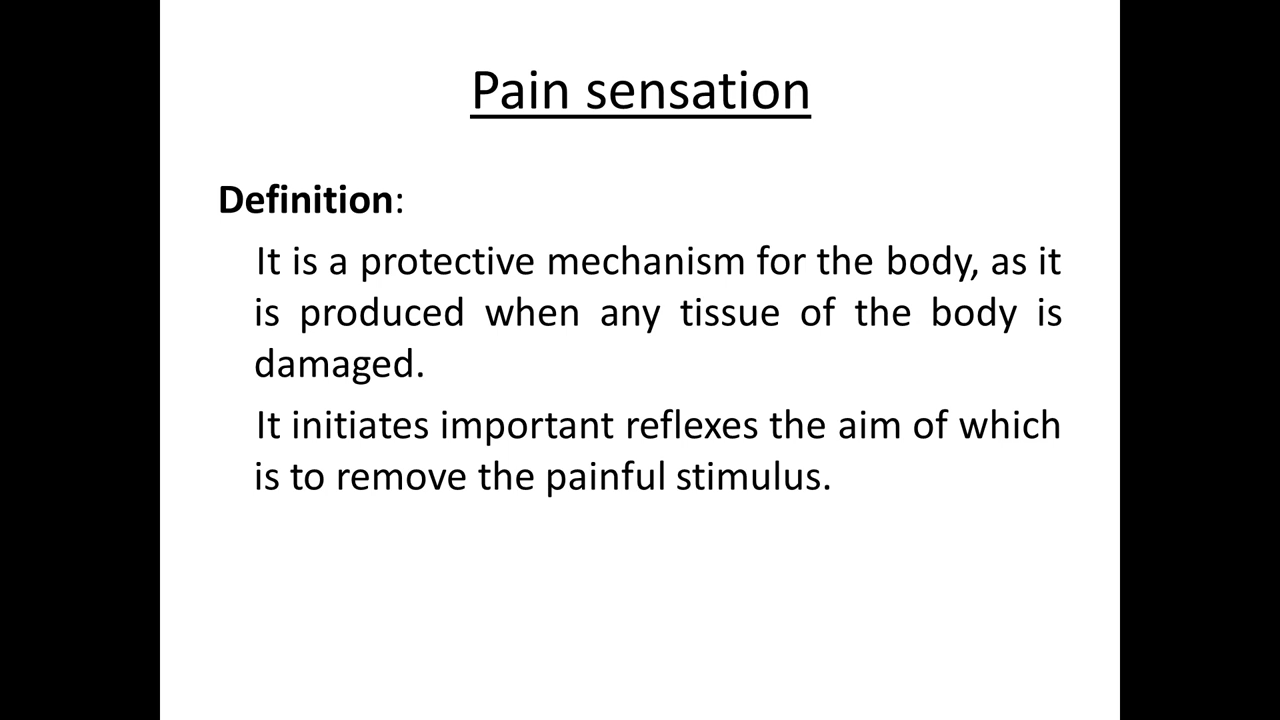 Pain sensation
Definition:
It is a protective mechanism for the body, as it
is produced when any tissue of the body is
damaged.
It initiates important reflexes the aim of which
is to remove the painful stimulus.